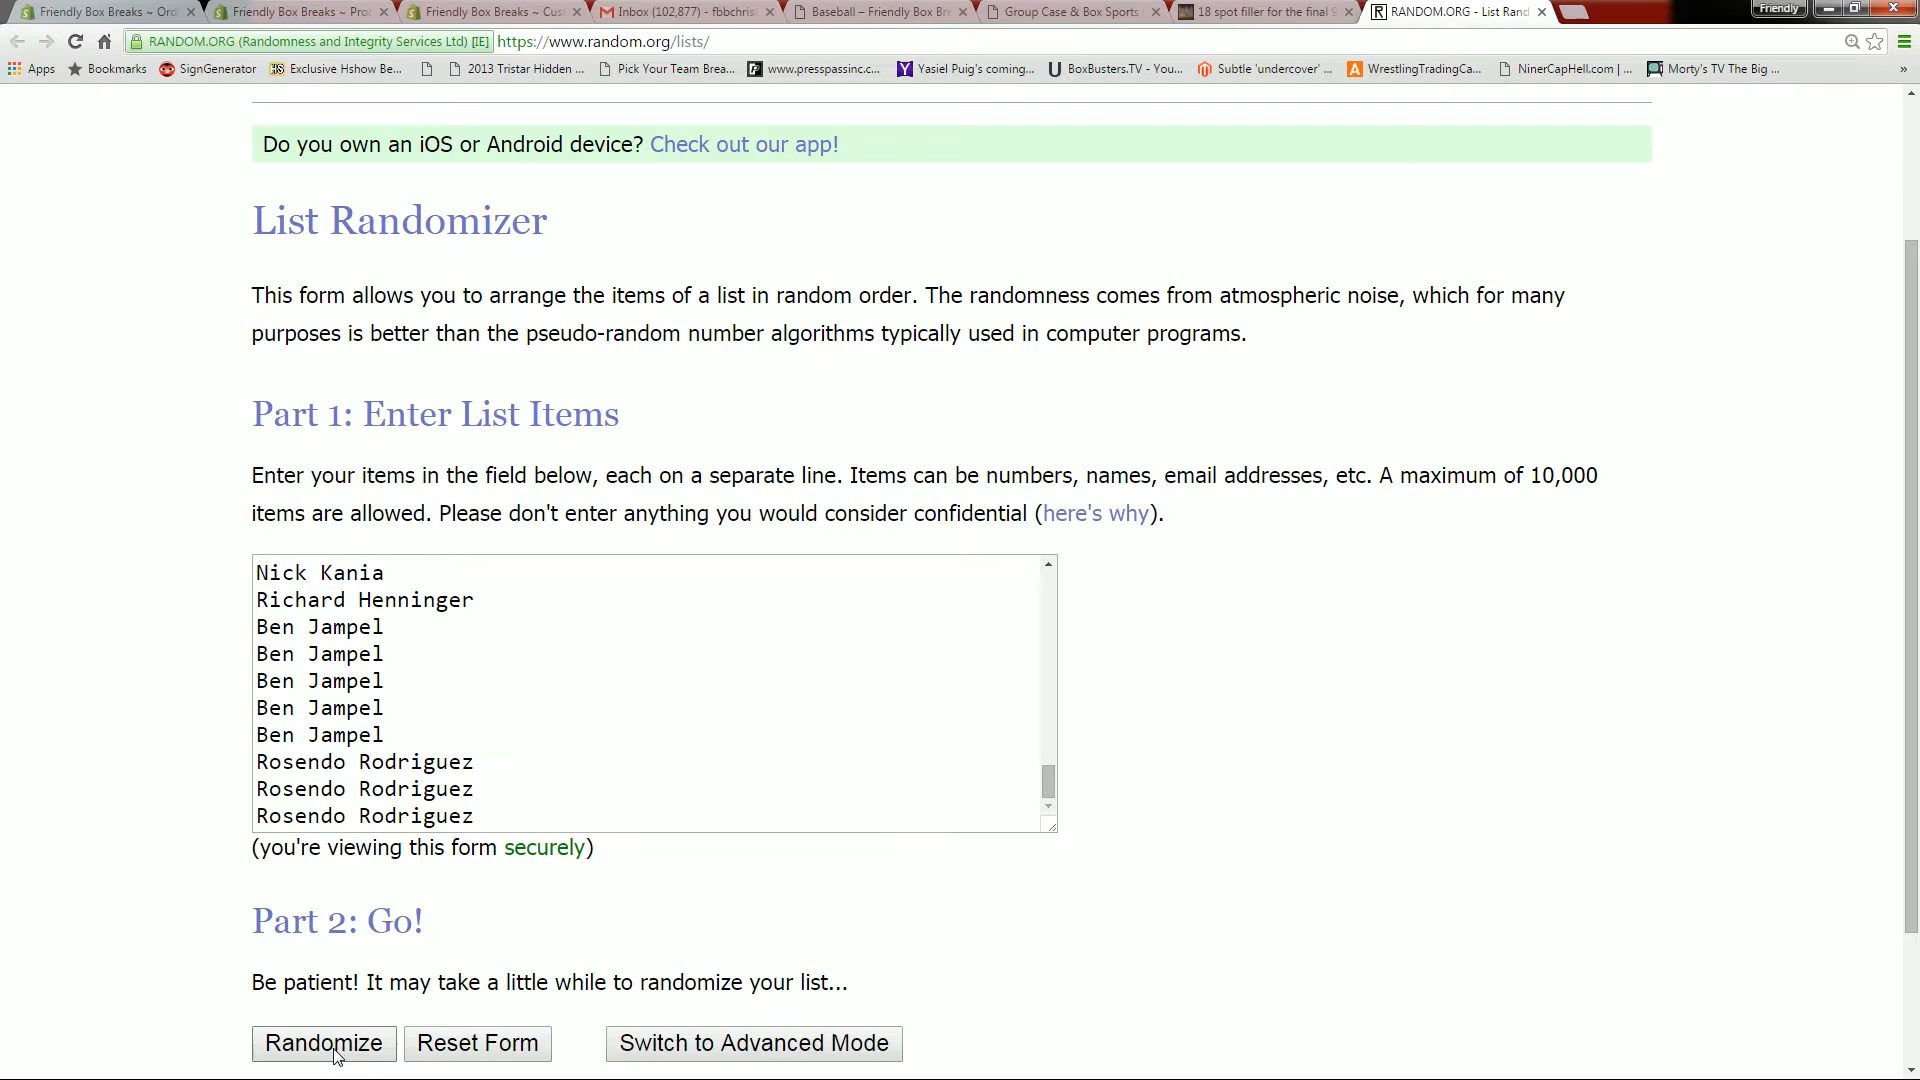 Friendly Box Breaks ~ Ord
Friendly Box Breaks ~ Pro
Friendly Box Breaks ~ Cus
Inbox (102,877) - fbbchris
Baseball – Friendly Box Br
Group Case & Box Sports
18 spot filler for the final 9
RANDOM.ORG - List Ran
Friendly
RANDOM.ORG (Randomness and Integrity Services Ltd) [IE]
https://www.random.org/lists/
Apps
Bookmarks
SignGenerator
Exclusive Hshow Be...
2013 Tristar Hidden ...
Pick Your Team Brea...
www.presspassinc.c...
Yasiel Puig's coming...
BoxBusters.TV - You...
Subtle 'undercover' ...
WrestlingTradingCa...
NinerCapHell.com | ...
Morty's TV The Big ...
»
Do you own an iOS or Android device? Check out our app!
List Randomizer
This form allows you to arrange the items of a list in random order. The randomness comes from atmospheric noise, which for many
purposes is better than the pseudo-random number algorithms typically used in computer programs.
Part 1: Enter List Items
Enter your items in the field below, each on a separate line. Items can be numbers, names, email addresses, etc. A maximum of 10,000
items are allowed. Please don't enter anything you would consider confidential (here's why).
Nick Kania
Richard Henninger
Ben Jampel
Ben Jampel
Ben Jampel
Ben Jampel
Ben Jampel
Rosendo Rodriguez
Rosendo Rodriguez
Rosendo Rodriguez
(you're viewing this form securely)
Part 2: Go!
Be patient! It may take a little while to randomize your list...
Randomize
Reset Form
Switch to Advanced Mode